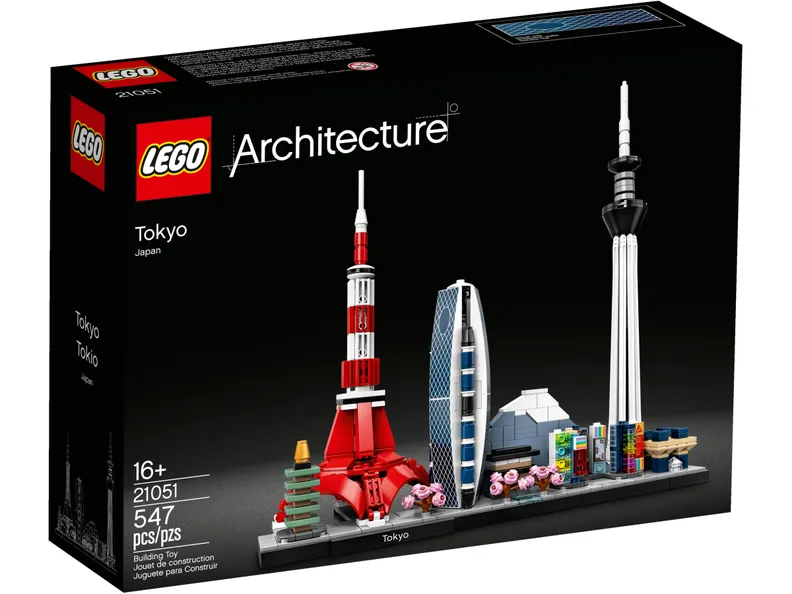 LEGO
21051
LEGO
LEGO
Architecture
Tokyo
Japan
Tokyo
Tokio
Japan
16+
21051
547
pcs/pzs
Building Toy
Jouet de construction
Juguete para Construir
Tokyo